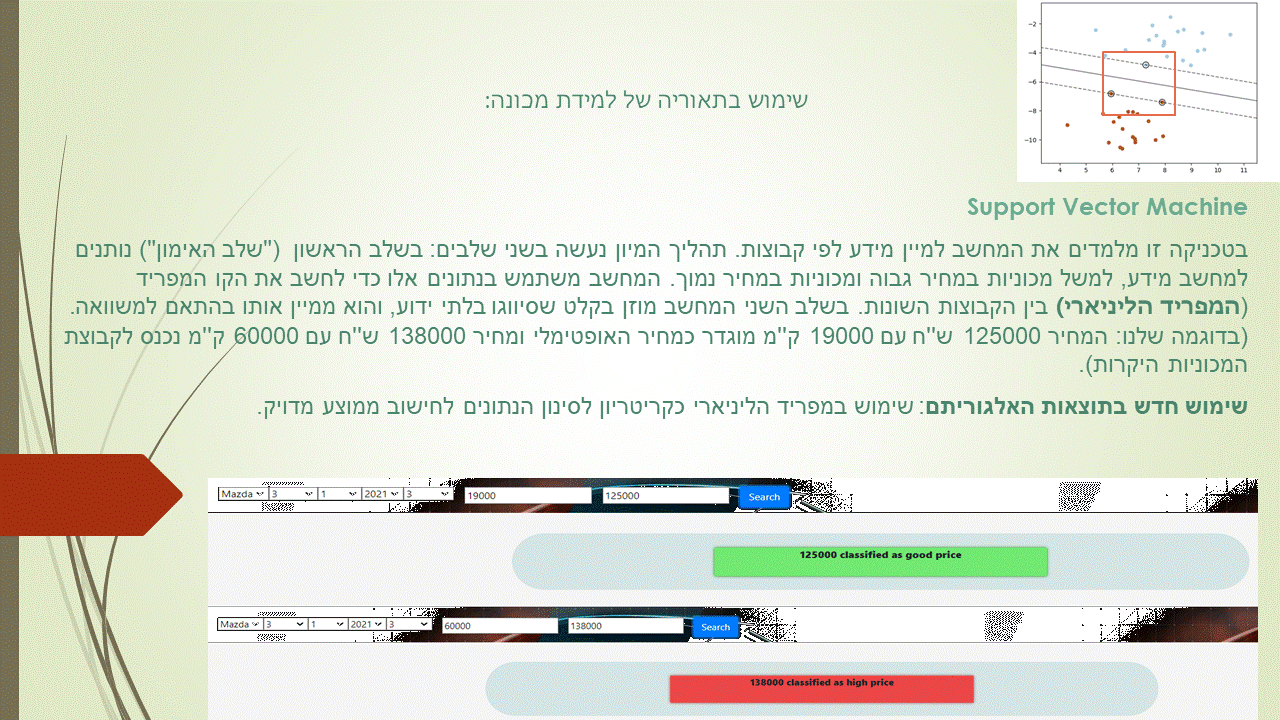 −2
−4
−6
−8
−10
4 5 6 7 8 9 10 11
שימוש בתאוריה של למידת מכונה:
Support Vector Machine
בטכניקה זו מלמדים את המחשב למיין מידע לפי קבוצות. תהליך המיון נעשה בשני שלבים: בשלב הראשון ("שלב האימון") נותנים
למחשב מידע, למשל מכוניות במחיר גבוה ומכוניות במחיר נמוך. המחשב משתמש בנתונים אלו כדי לחשב את הקו המפריד
(המפריד הליניארי) בין הקבוצות השונות. בשלב השני המחשב מוזן בקלט שסיווגו בלתי ידוע, והוא ממיין אותו בהתאם למשוואה.
(בדוגמה שלנו: המחיר 125000 ש"ח עם 19000 ק"מ מוגדר כמחיר האופטימלי ומחיר 138000 ש"ח עם 60000 ק"מ נכנס לקבוצת
המכוניות היקרות).
שימוש חדש בתוצאות האלגוריתם: שימוש במפריד הליניארי כקריטריון לסינון הנתונים לחישוב ממוצע מדויק.
Mazda 3 1 2021 3 19000 125000 Search
125000 classified as good price
Mazda 3 1 2021 3 60000 138000 Search
138000 classified as high price